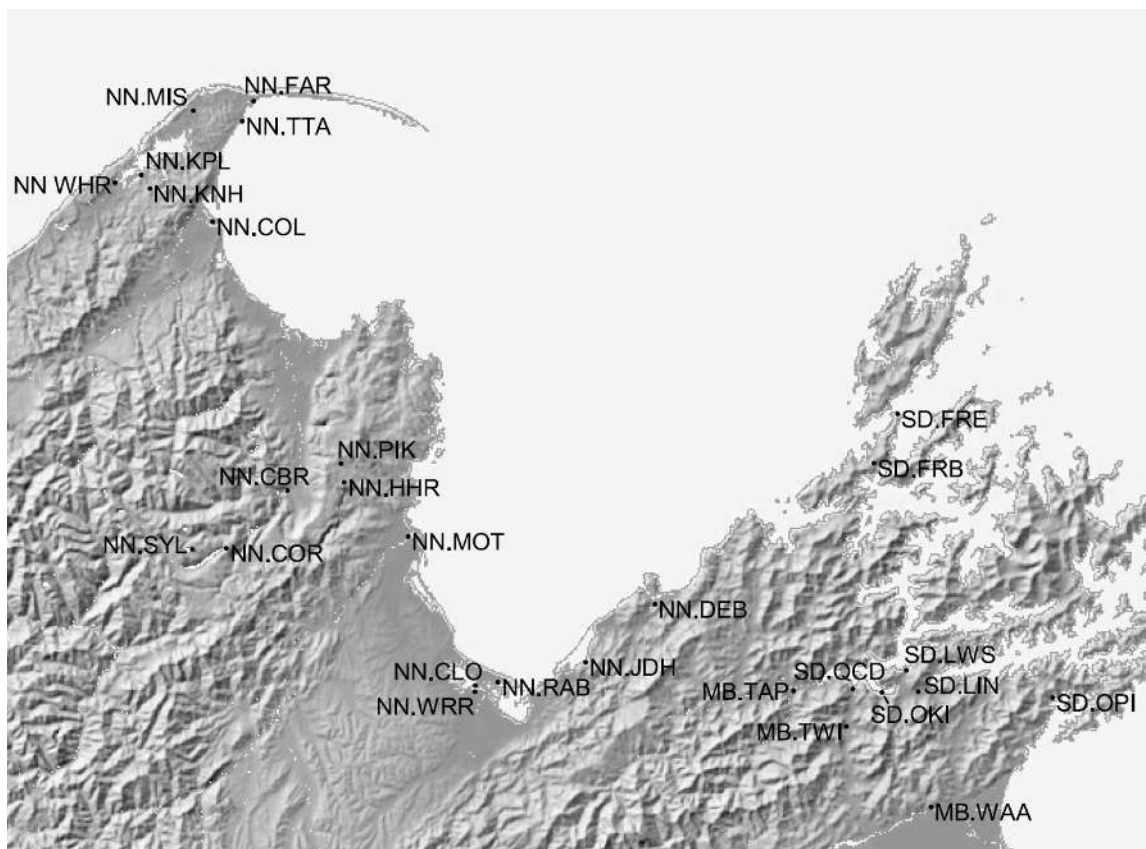 NN.FAR
NN.MIS
NN.TTA
NN.KPL
NN WHR
NN.KNH
NN.COL
SD.FRE
NN.PIK
SD.FRB
NN.CBR
NN.HHR
NN.MOT
NN.SYL
NN.COR
NN.DEB
SD.LWS
NN.CLO
NN.JDH
SD.QCD
NN.RAB
MB.TAP
SD.LIN
NN.WRR
SD.OPI
SD.OKI
MB.TWI
MB.WAA